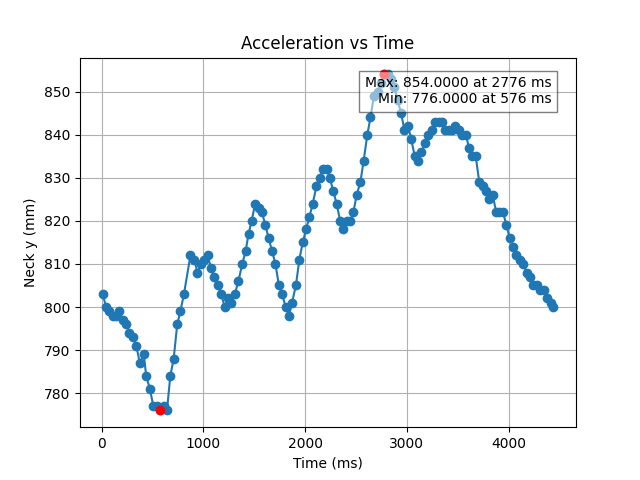 Acceleration vs Time
Max: 854.0000 at 2776 ms
Min: 776.0000 at 576 ms
Neck y (mm)
850
840
830
820
810
800
790
780
0 1000 2000 3000 4000
Time (ms)